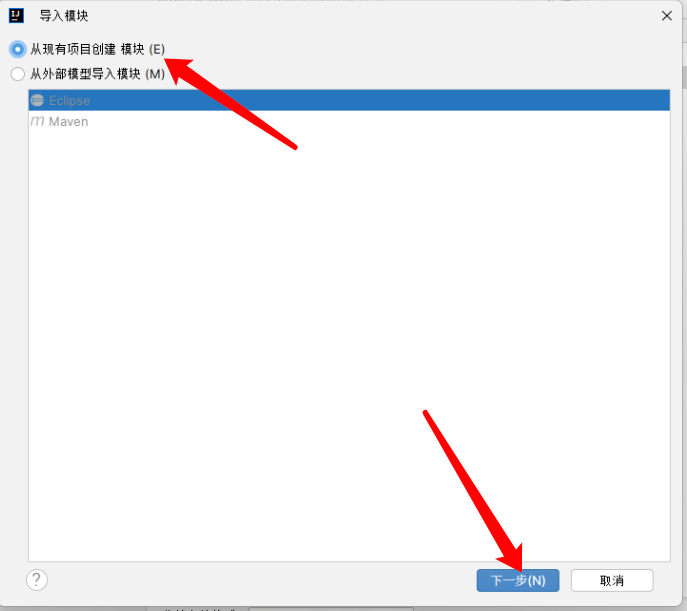 导入模块
从现有项目创建 模块 (E)
从外部模型导入模块 (M)
Eclipse
Maven
?
下一步(N)
取消